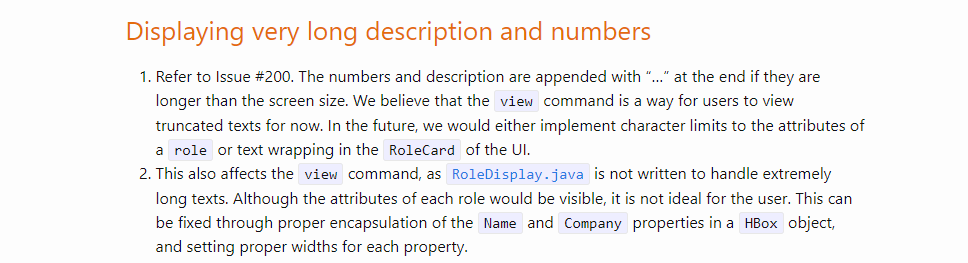 Displaying very long description and numbers
1. Refer to Issue #200. The numbers and description are appended with “...” at the end if they are
longer than the screen size. We believe that the view command is a way for users to view
truncated texts for now. In the future, we would either implement character limits to the attributes of
a role or text wrapping in the RoleCard of the UI.
2. This also affects the view command, as RoleDisplay.java is not written to handle extremely
long texts. Although the attributes of each role would be visible, it is not ideal for the user. This can
be fixed through proper encapsulation of the Name and Company properties in a HBox object,
and setting proper widths for each property.